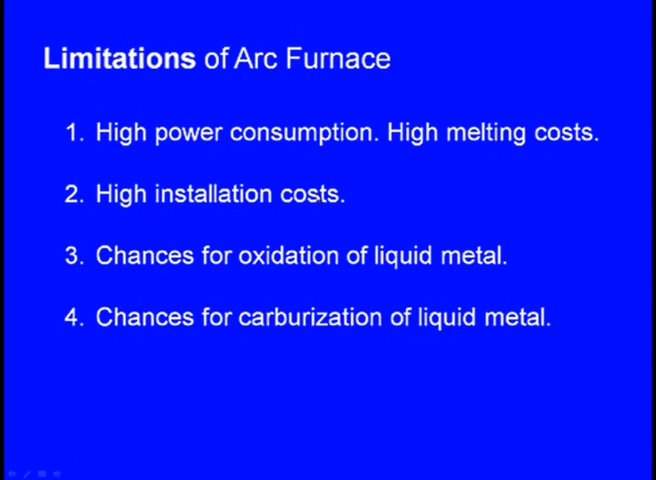 Limitations of Arc Furnace
1. High power consumption. High melting costs.
2. High installation costs.
3. Chances for oxidation of liquid metal.
4. Chances for carburization of liquid metal.